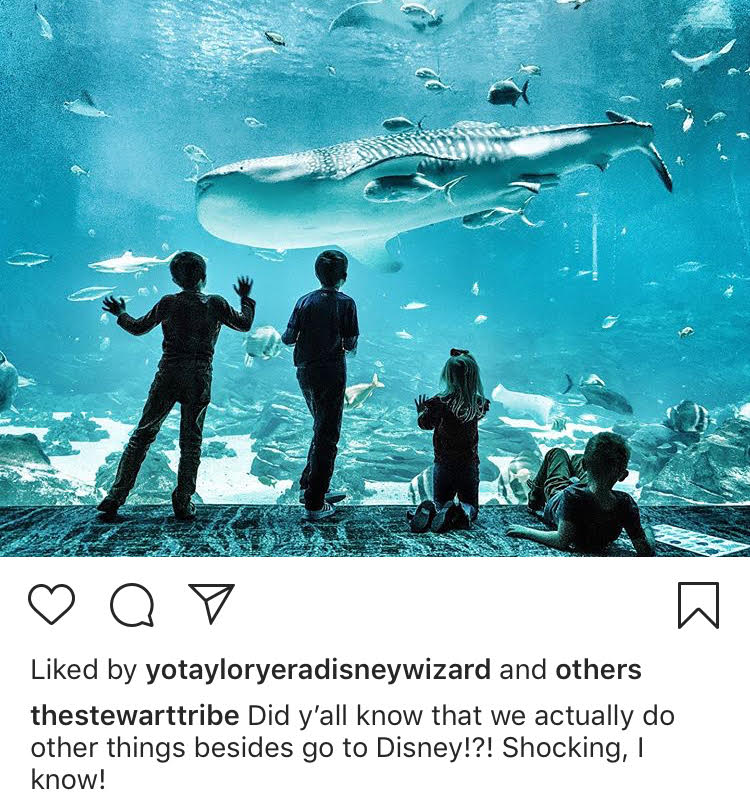 Liked by yotayloryeradisneywizard and others
thestewarttribe Did y’all know that we actually do
other things besides go to Disney!?! Shocking, I
know!